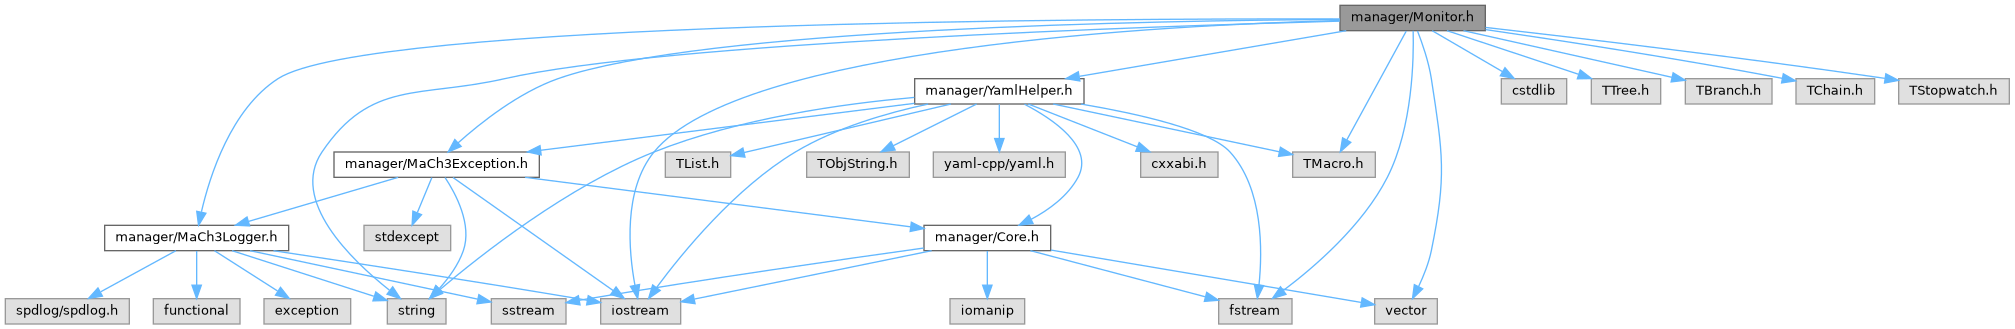 manager/Monitor.h
manager/YamlHelper.h
cstdlib
TTree.h
TBranch.h
TChain.h
TStopwatch.h
manager/MaCh3Exception.h
TList.h
TObjString.h
yaml-cpp/yaml.h
cxxabi.h
TMacro.h
manager/MaCh3Logger.h
stdexcept
manager/Core.h
spdlog/spdlog.h
functional
exception
string
sstream
iostream
iomanip
fstream
vector